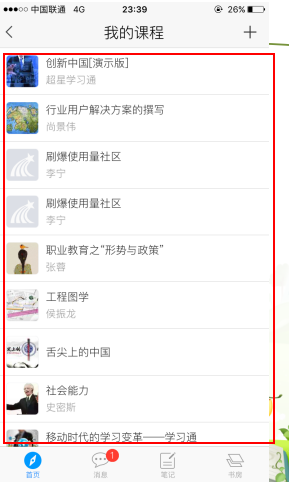 中国联通 4G 23:39 26%
我的课程
创新中国[演示版]
超星学习通
行业用户解决方案的撰写
尚景伟
刷爆使用量社区
李宁
刷爆使用量社区
李宁
职业教育之“形势与政策”
张蓉
工程图学
侯振龙
舌尖上的中国
社会能力
史密斯
移动时代的学习变革——学习通
1
首页 消息 笔记 书房